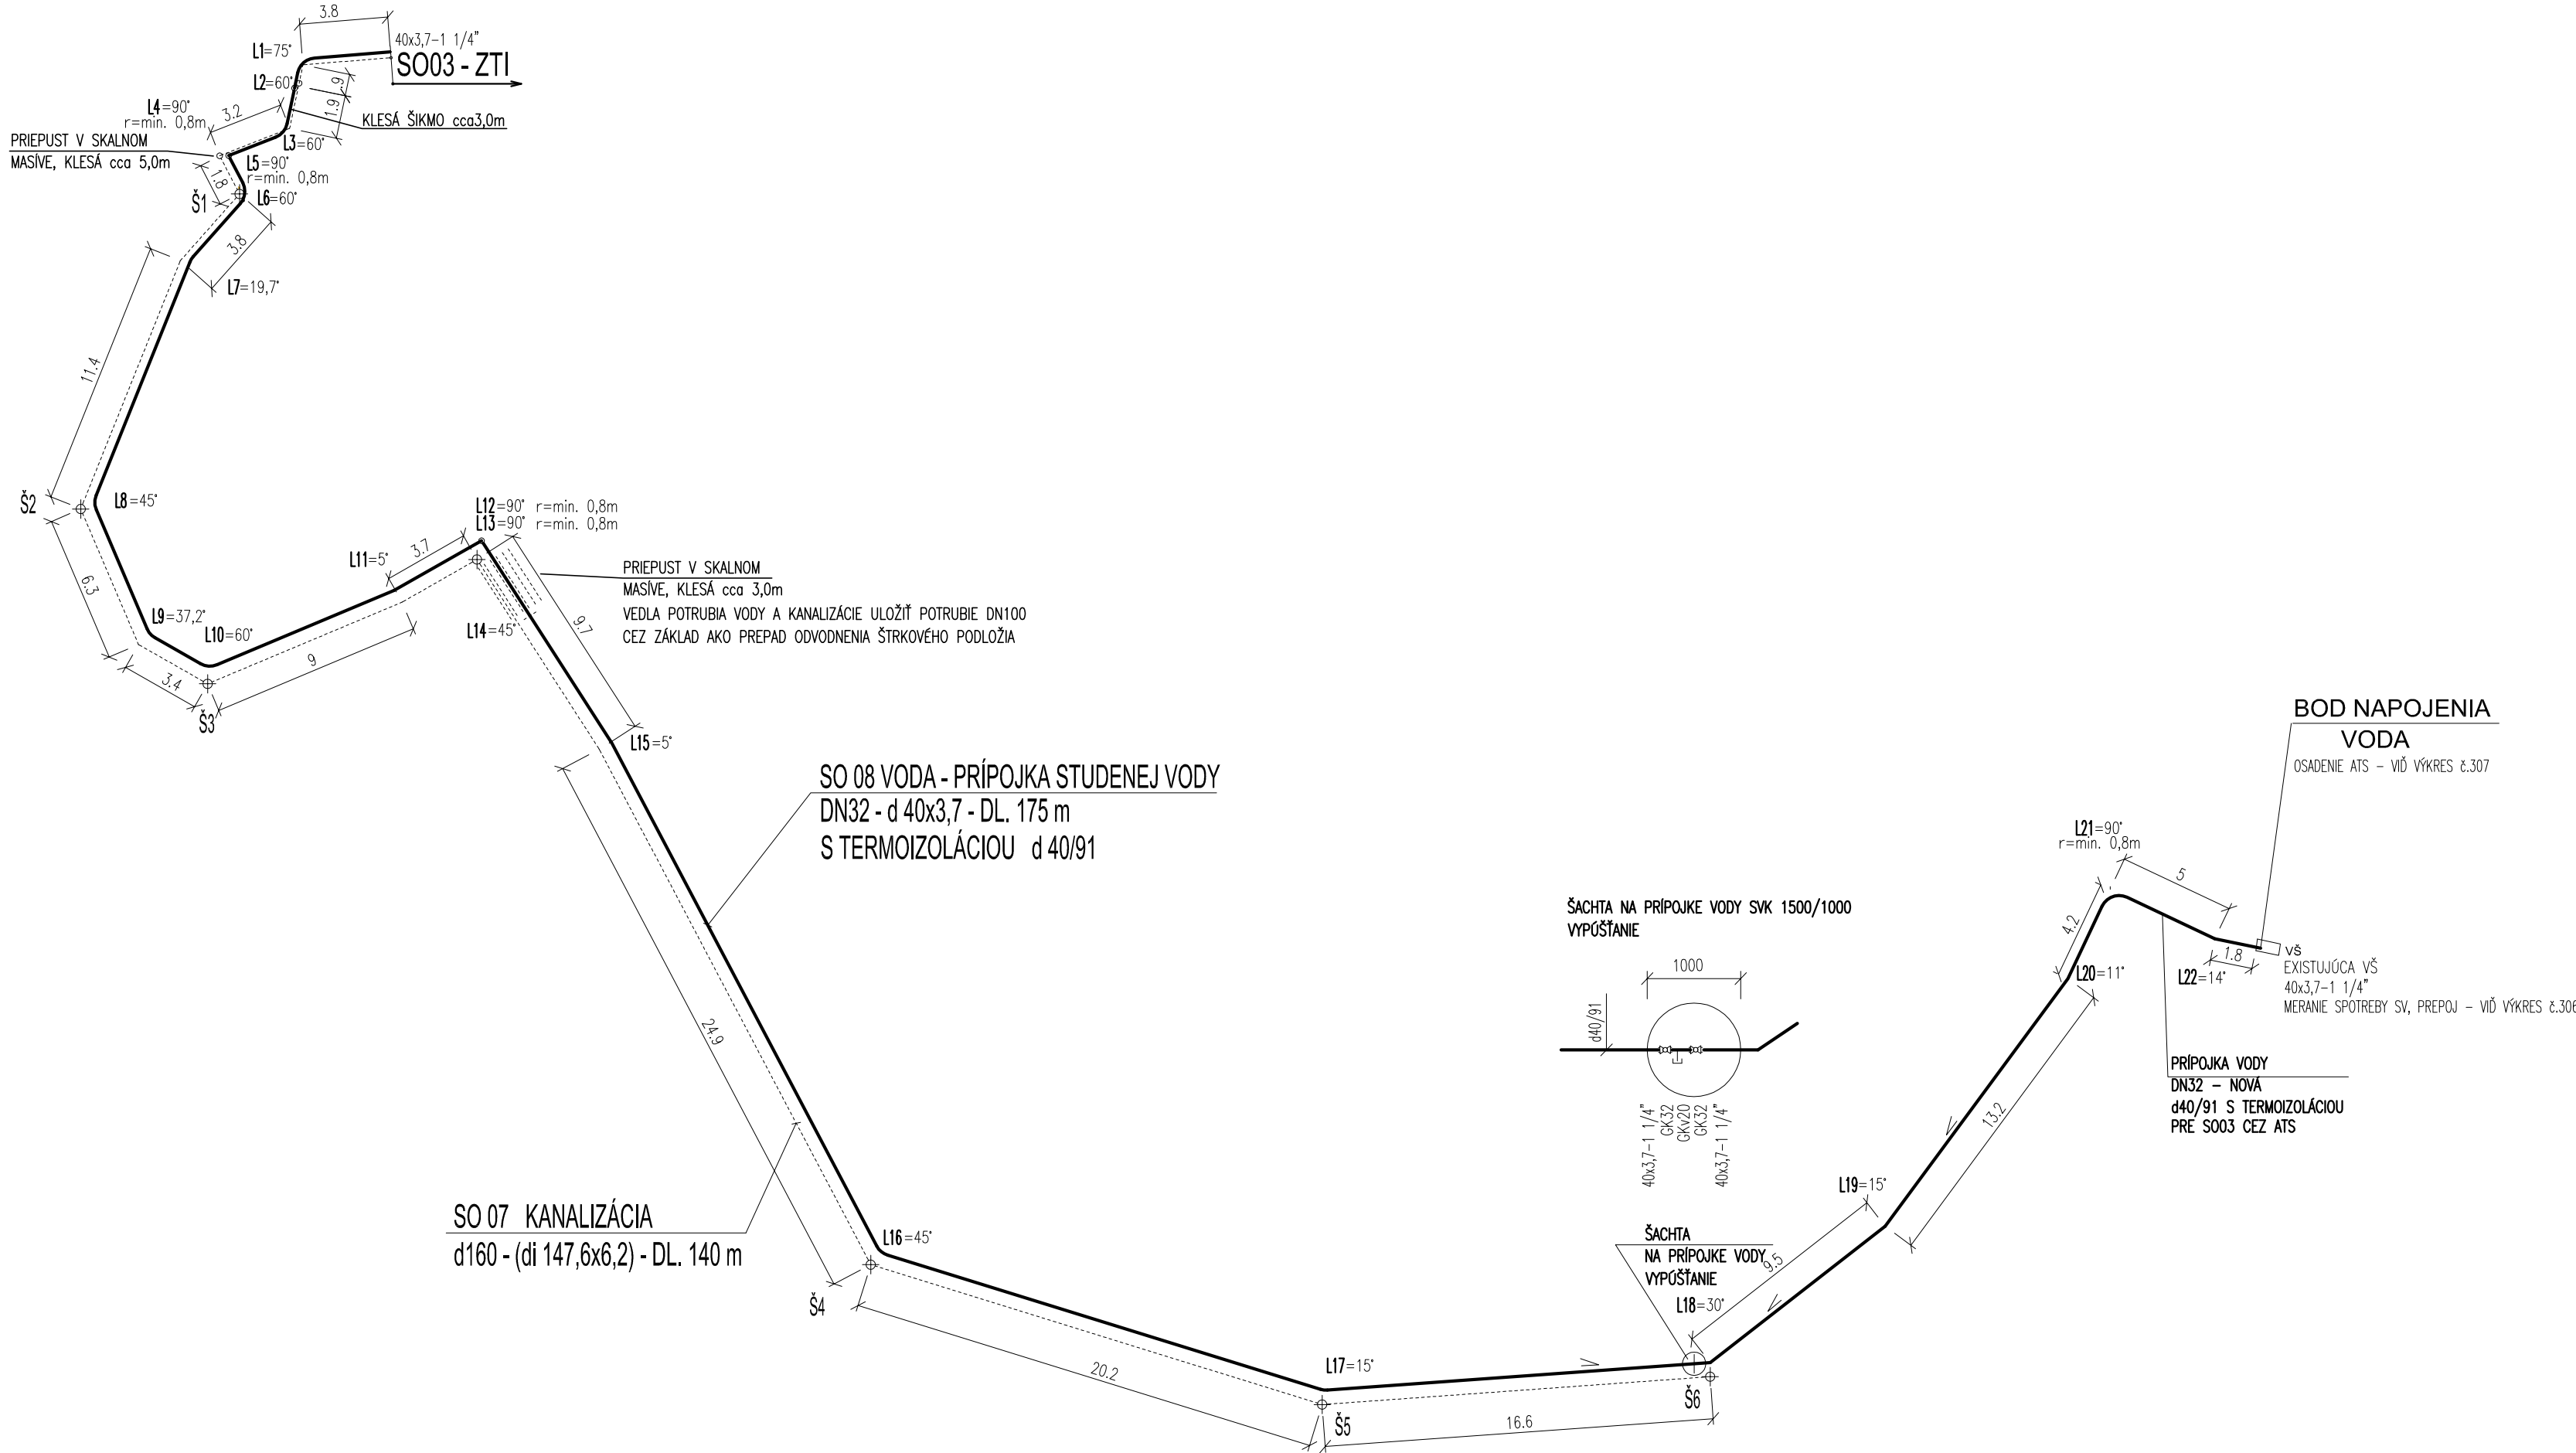 3.8
40x3,7-1 1/4"
SO03 - ZTI
L1=75°
L2=60°
.9
1.9
KLESÁ ŠIKMO cca3,0m
L3=60°
L4=90°
r=min. 0,8m
3.2
PRIEPUST V SKALNOM
MASÍVE, KLESÁ cca 5,0m
L5=90°
r=min. 0,8m
1.8
Š1
L6=60°
3.8
L7=19,7°
11.4
Š2
L8=45°
6.3
L9=37,2°
L10=60°
3.4
Š3
9
L11=5°
3.7
L12=90° r=min. 0,8m
L13=90° r=min. 0,8m
L14=45°
PRIEPUST V SKALNOM
MASÍVE, KLESÁ cca 3,0m
VEDLA POTRUBIA VODY A KANALIZÁCIE ULOŽIŤ POTRUBIE DN100
CEZ ZÁKLAD AKO PREPAD ODVODNENIA ŠTRKOVÉHO PODLOŽIA
9.7
L15=5°
SO 08 VODA - PRÍPOJKA STUDENEJ VODY
DN32 - d 40x3,7 - DL. 175 m
S TERMOIZOLÁCIOU d 40/91
24.9
SO 07 KANALIZÁCIA
d160 - (di 147,6x6,2) - DL. 140 m
L16=45°
Š4
20.2
L17=15°
Š5
16.6
Š6
ŠACHTA
NA PRÍPOJKE VODY
VYPÚŠŤANIE
L18=30°
9.5
L19=15°
13.2
ŠACHTA NA PRÍPOJKE VODY SVK 1500/1000
VYPÚŠŤANIE
1000
d40/91
40x3,7-1 1/4"
GK32
GKv20
GK32
40x3,7-1 1/4"
L20=11°
4.2
L21=90°
r=min. 0,8m
5
L22=14°
1.8
BOD NAPOJENIA
VODA
OSADENIE ATS - VIĎ VÝKRES č.307
VŠ
EXISTUJÚCA VŠ
40x3,7-1 1/4"
MERANIE SPOTREBY SV, PREPOJ - VIĎ VÝKRES č.306
PRÍPOJKA VODY
DN32 - NOVÁ
d40/91 S TERMOIZOLÁCIOU
PRE SO03 CEZ ATS